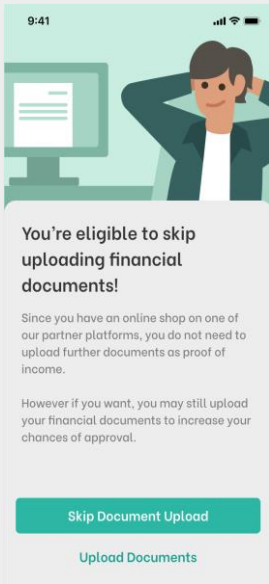 9:41
You're eligible to skip
uploading financial
documents!
Since you have an online shop on one of
our partner platforms, you do not need to
upload further documents as proof of
income.
However if you want, you may still upload
your financial documents to increase your
chances of approval.
Skip Document Upload
Upload Documents